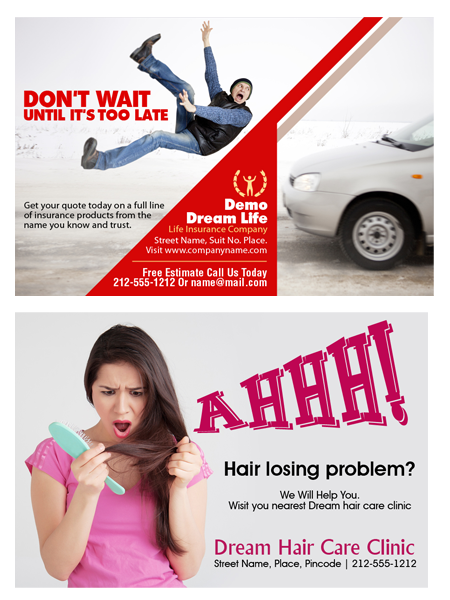 DON'T WAIT
UNTIL IT'S TOO LATE
Get your quote today on a full line
of insurance products from the
name you know and trust.
Demo
Dream Life
Life Insurance Company
Street Name, Suit No. Place.
Visit www.companyname.com
Free Estimate Call Us Today
212-555-1212 Or name@mail.com
AHHH!
Hair losing problem?
We Will Help You.
Wisit you nearest Dream hair care clinic
Dream Hair Care Clinic
Street Name, Place, Pincode | 212-555-1212